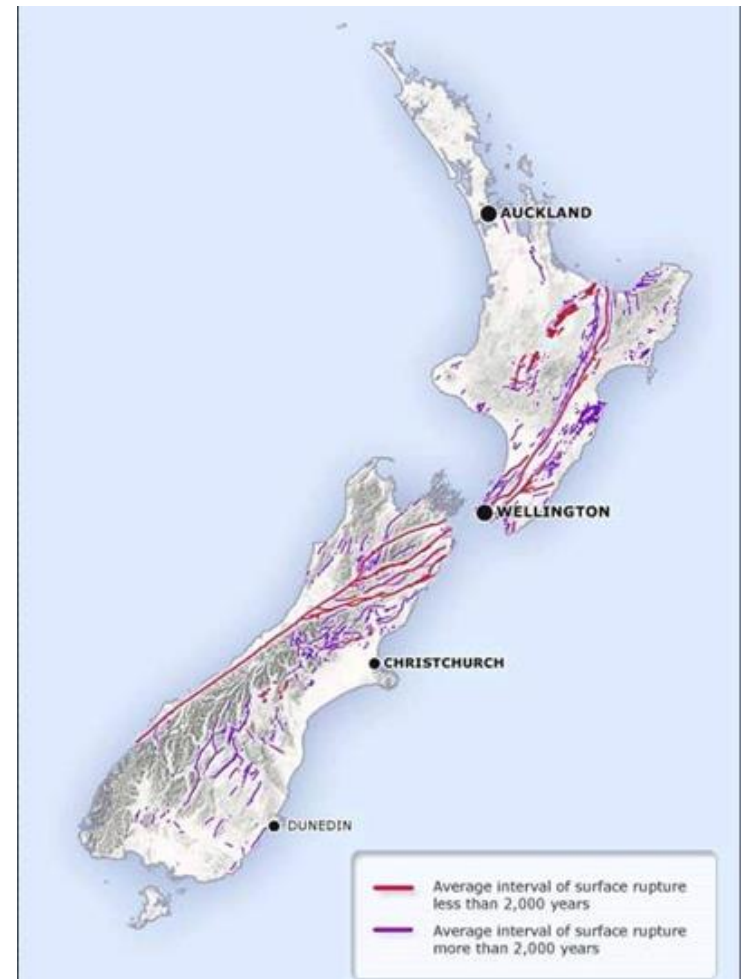 AUCKLAND
WELLINGTON
CHRISTCHURCH
DUNEDIN
Average interval of surface rupture
less than 2,000 years
Average interval of surface rupture
more than 2,000 years